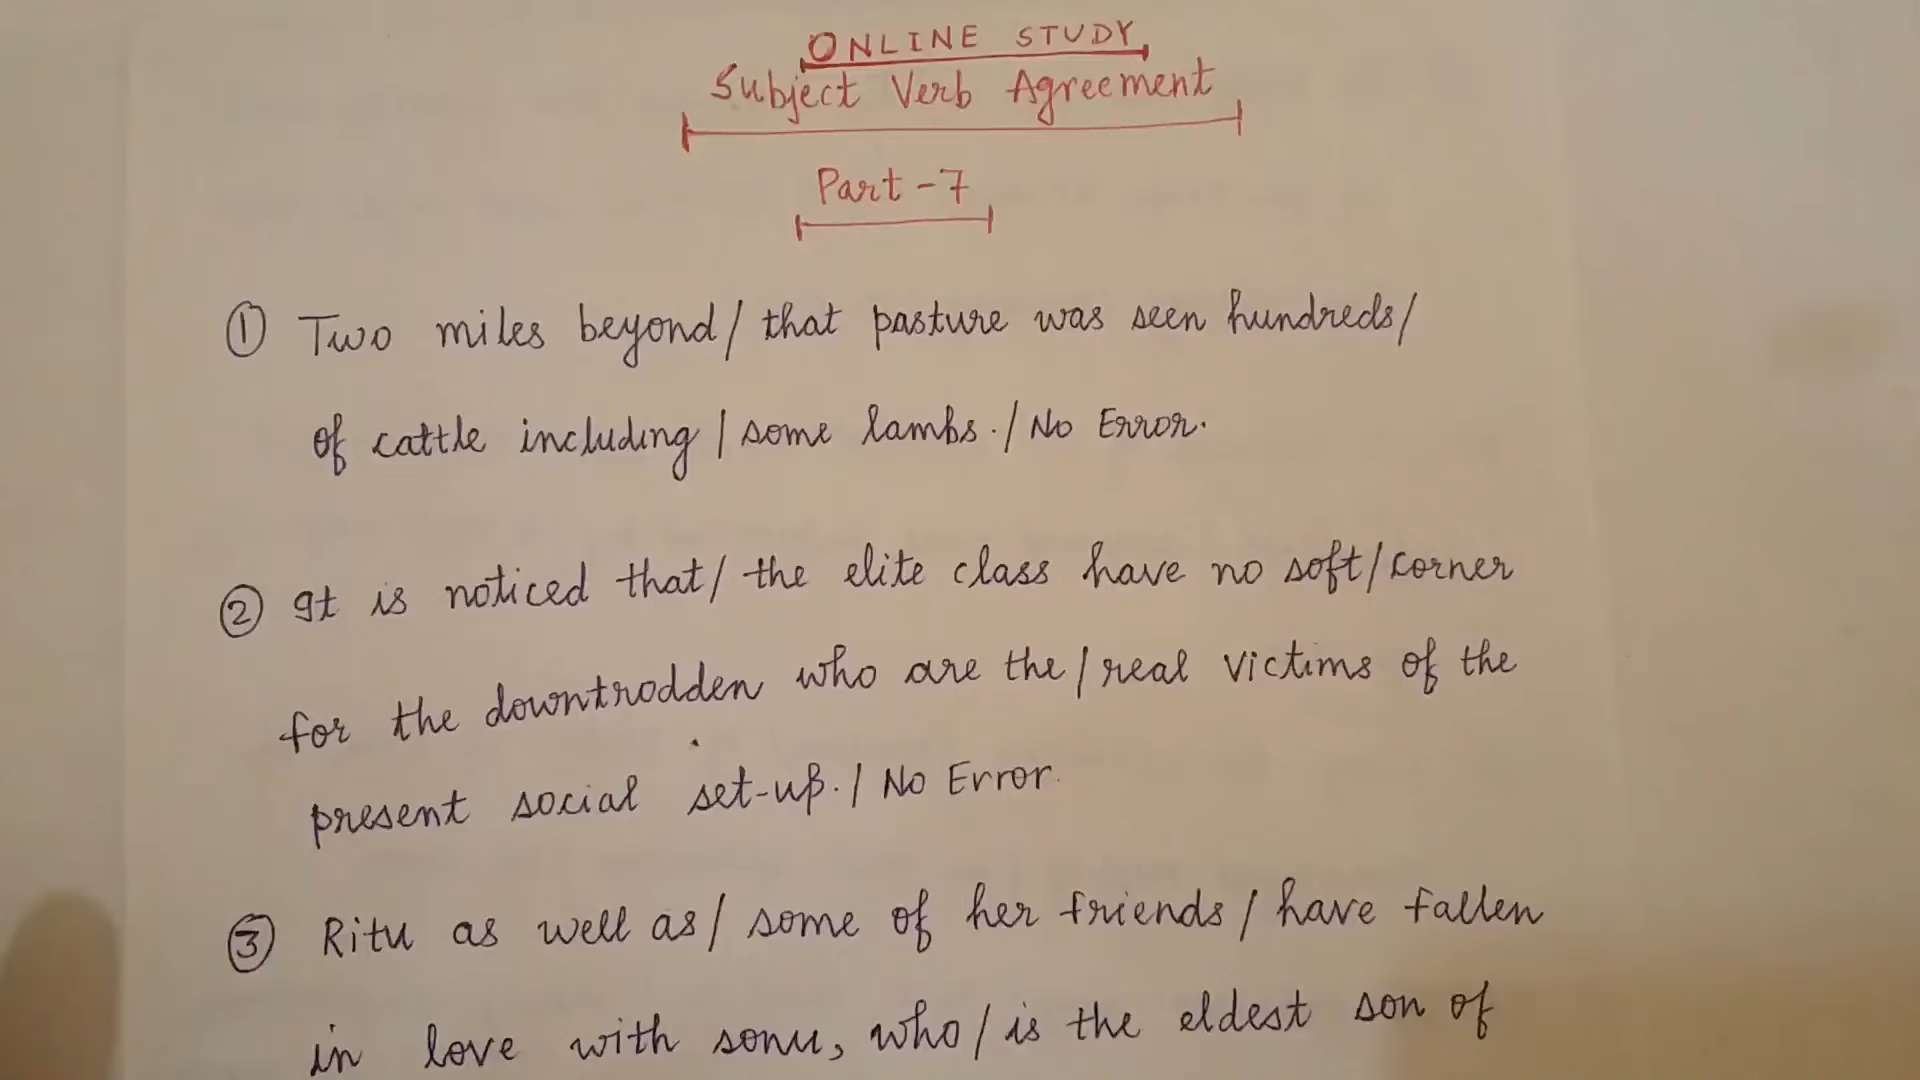 ONLINE STUDY
Subject Verb Agreement
Part-7
① Two miles beyond/ that pasture was seen hundreds/
of cattle including / some lambs. / No Error.
② It is noticed that/ the elite class have no soft/corner
for the downtrodden who are the/real victims of the
present social set-up. / No Error.
③ Ritu as well as/ some of her friends / have fallen
in love with sonu, who/is the eldest son of